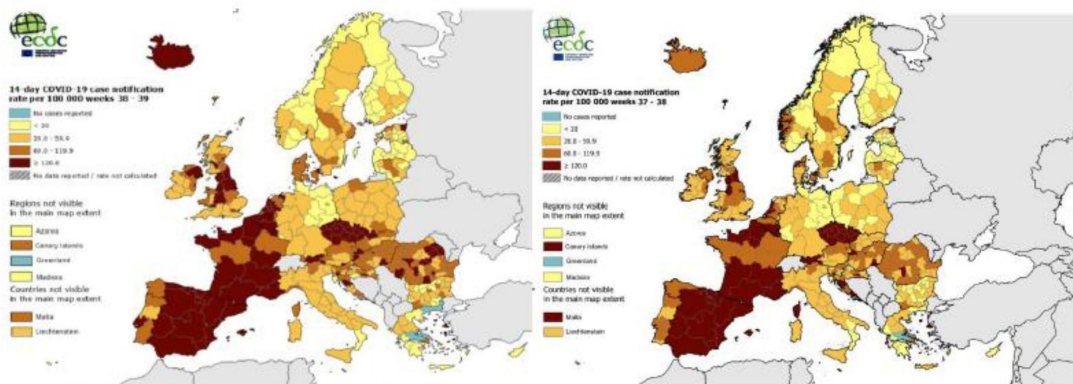 ecdc
14-day COVID-19 case notification
rate per 100 000 weeks 38 - 39
No cases reported
< 20
20.0 - 59.9
60.0 - 119.9
≥ 120.0
No data reported / rate not calculated
Regions not visible
in the main map extent
Azores
Canary Islands
Greenland
Madeira
Countries not visible
in the main map extent
Malta
Liechtenstein
ecdc
14-day COVID-19 case notification
rate per 100 000 weeks 37 - 38
No cases reported
< 20
20.0 - 59.9
60.0 - 119.9
≥ 120.0
No data reported / rate not calculated
Regions not visible
in the main map extent
Azores
Canary Islands
Greenland
Madeira
Countries not visible
in the main map extent
Malta
Liechtenstein